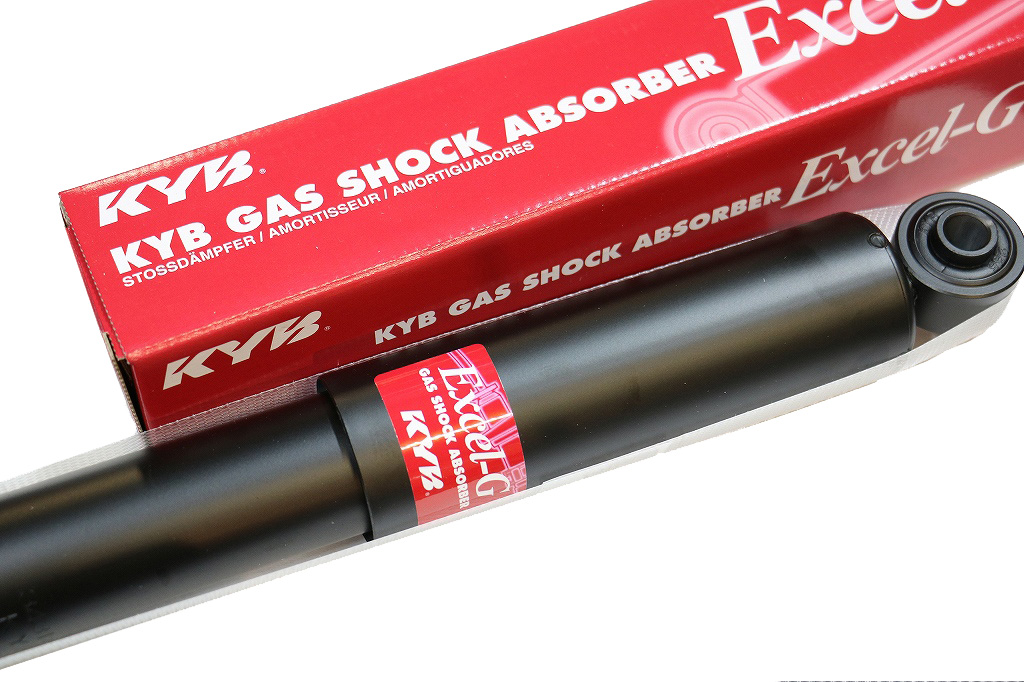 KYB®
KYB GAS SHOCK ABSORBER Exce
STOSSDÄMPFER / AMORTISSEUR / AMORTIGUADORES
KYB®
KYB GAS SHOCK ABSORBER Excel-G
Excel-G
GAS SHOCK ABSORBER
KYB®